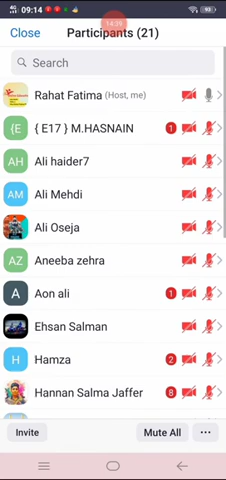 09:14
93
14:39
Close
Participants (21)
Search
Rahat Fatima (Host, me)
{E
{ E17 } M.HASNAIN
1
AH
Ali haider7
AM
Ali Mehdi
Ali Oseja
AZ
Aneeba zehra
A
Aon ali
1
Ehsan Salman
H
Hamza
2
Hannan Salma Jaffer
8
Invite
Mute All
...